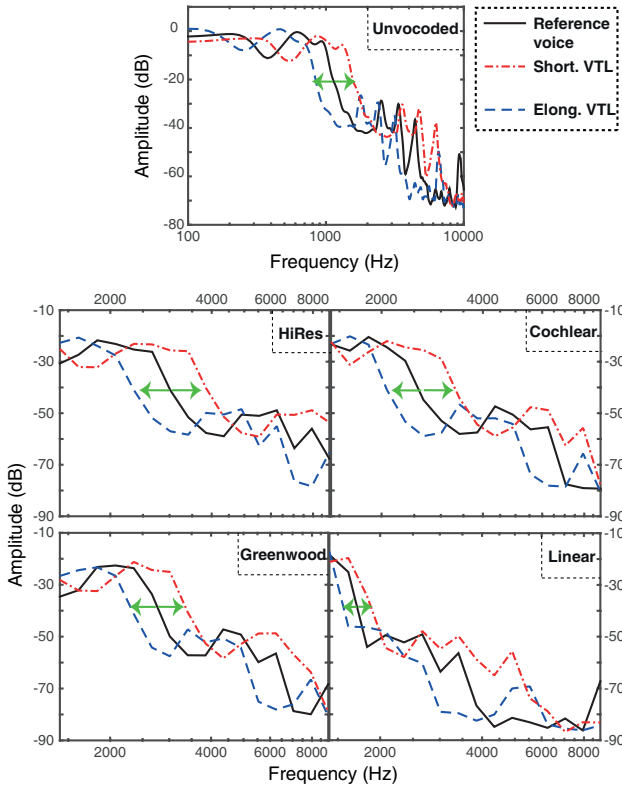 0
-20
-40
-60
-80
Amplitude (dB)
Unvocoded
100
1000
10000
Frequency (Hz)
Reference
voice
Short. VTL
Elong. VTL
2000 4000 6000 8000
2000 4000 6000 8000
-10
-30
-50
-70
-90
HiRes
Cochlear
Amplitude (dB)
-10
-30
-50
-70
-90
Greenwood
Linear
2000 4000 6000 8000
2000 4000 6000 8000
Frequency (Hz)